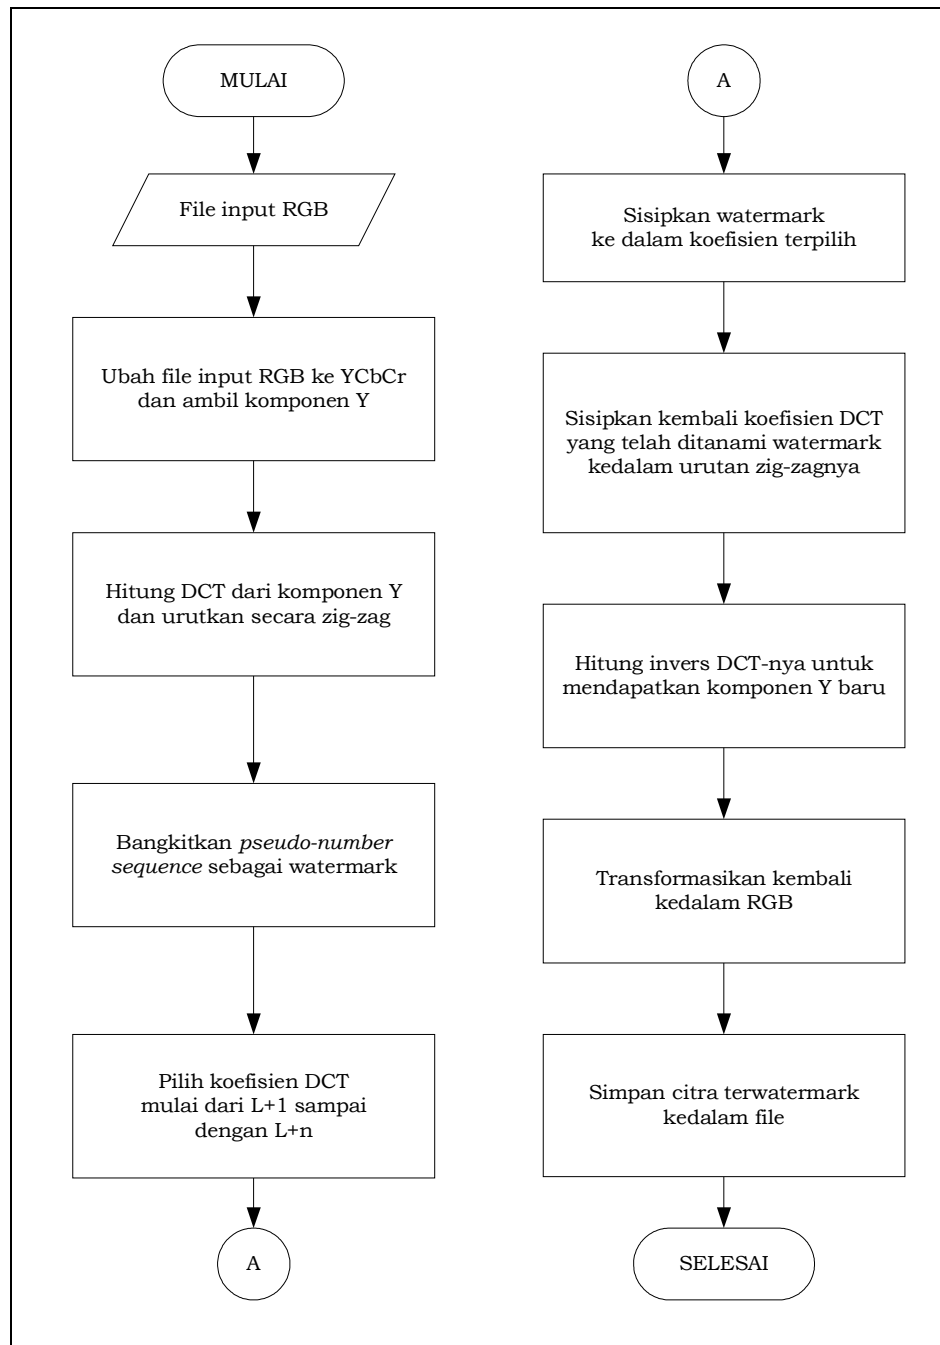 MULAI
File input RGB
Ubah file input RGB ke YCbCr
dan ambil komponen Y
Hitung DCT dari komponen Y
dan urutkan secara zig-zag
Bangkitkan pseudo-number
sequence sebagai watermark
Pilih koefisien DCT
mulai dari L+1 sampai
dengan L+n
A
A
Sisipkan watermark
ke dalam koefisien terpilih
Sisipkan kembali koefisien DCT
yang telah ditanami watermark
kedalam urutan zig-zagnya
Hitung invers DCT-nya untuk
mendapatkan komponen Y baru
Transformasikan kembali
kedalam RGB
Simpan citra terwatermark
kedalam file
SELESAI